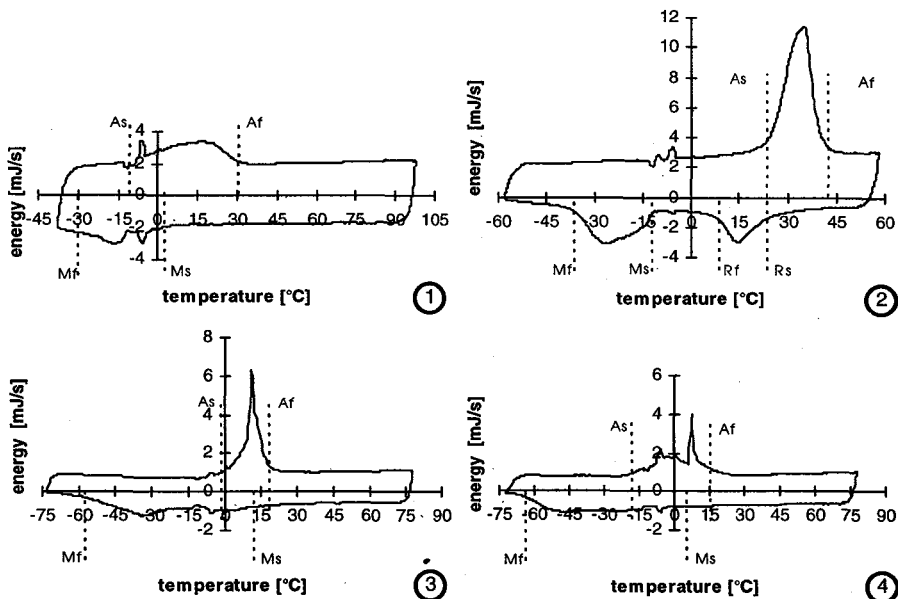 energy [mJ/s]
4
2
0
-2
-4
As
Af
-45 -30 -15 0 15 30 45 60 75 90 105
Mf
Ms
temperature [°C]
1
energy [mJ/s]
12
10
8
6
4
2
0
-2
-4
As
Af
-60 -45 -30 -15 0 15 30 45 60
Mf
Ms
Rf
Rs
temperature [°C]
2
energy [mJ/s]
8
6
4
2
0
-2
As
Af
-75 -60 -45 -30 -15 0 15 30 45 60 75 90
Mf
Ms
temperature [°C]
3
energy [mJ/s]
6
4
2
0
-2
As
Af
-75 -60 -45 -30 -15 0 15 30 45 60 75 90
Mf
Ms
temperature [°C]
4